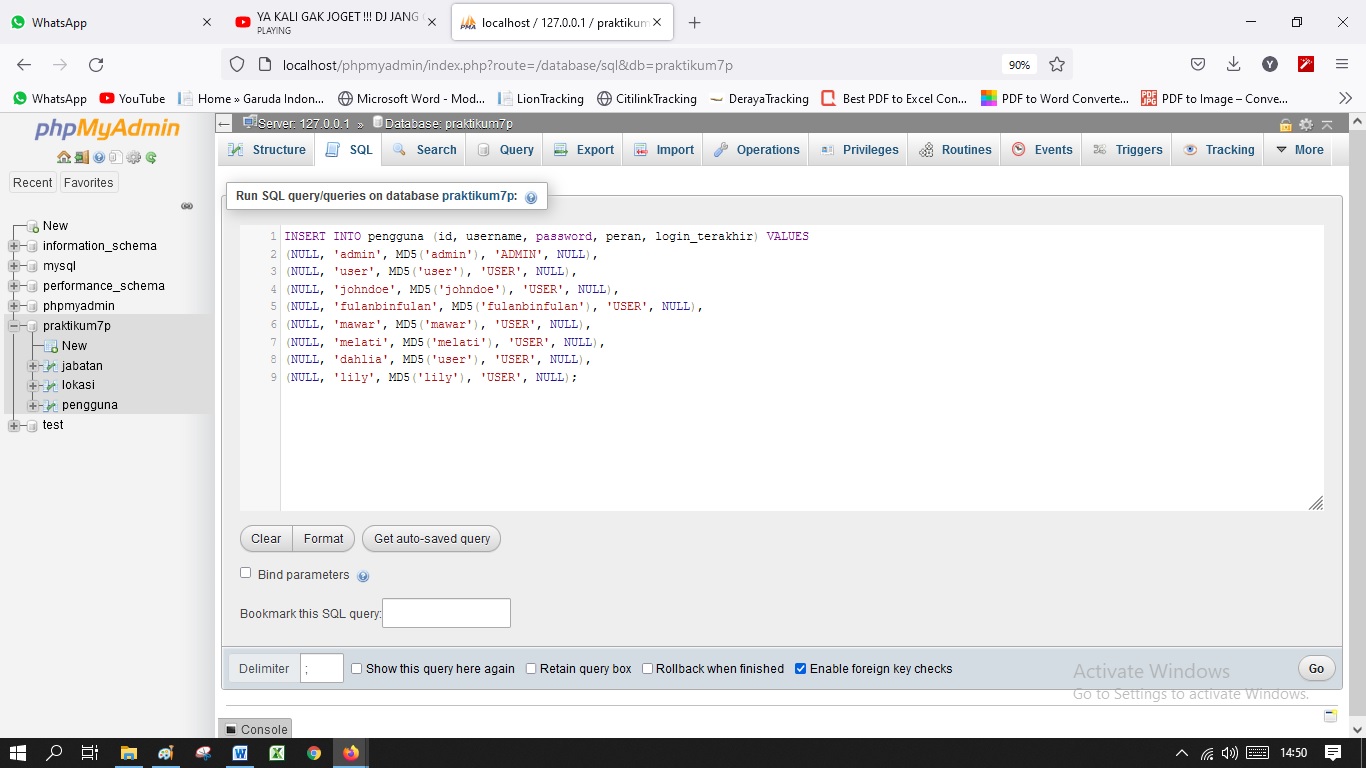 WhatsApp
YA KALI GAK JOGET !!! DJ JANG
PLAYING
localhost / 127.0.0.1 / praktikum
localhost/phpmyadmin/index.php?route=/database/sql&db=praktikum7p
90%
Y
WhatsApp
YouTube
Home » Garuda Indon...
Microsoft Word - Mod...
LionTracking
CitilinkTracking
DerayaTracking
Best PDF to Excel Con...
PDF to Word Converte...
PDF to Image – Conve...
phpMyAdmin
Recent
Favorites
New
information_schema
mysql
performance_schema
phpmyadmin
praktikum7p
New
jabatan
lokasi
pengguna
test
Server: 127.0.0.1 » Database: praktikum7p
Structure
SQL
Search
Query
Export
Import
Operations
Privileges
Routines
Events
Triggers
Tracking
More
Run SQL query/queries on database praktikum7p:
1 INSERT INTO pengguna (id, username, password, peran, login_terakhir) VALUES
2 (NULL, 'admin', MD5('admin'), 'ADMIN', NULL),
3 (NULL, 'user', MD5('user'), 'USER', NULL),
4 (NULL, 'johndoe', MD5('johndoe'), 'USER', NULL),
5 (NULL, 'fulanbinfulan', MD5('fulanbinfulan'), 'USER', NULL),
6 (NULL, 'mawar', MD5('mawar'), 'USER', NULL),
7 (NULL, 'melati', MD5('melati'), 'USER', NULL),
8 (NULL, 'dahlia', MD5('user'), 'USER', NULL),
9 (NULL, 'lily', MD5('lily'), 'USER', NULL);
Clear
Format
Get auto-saved query
Bind parameters
Bookmark this SQL query:
Delimiter ;
Show this query here again
Retain query box
Rollback when finished
Enable foreign key checks
Go
Activate Windows
Go to Settings to activate Windows.
Console
14:50